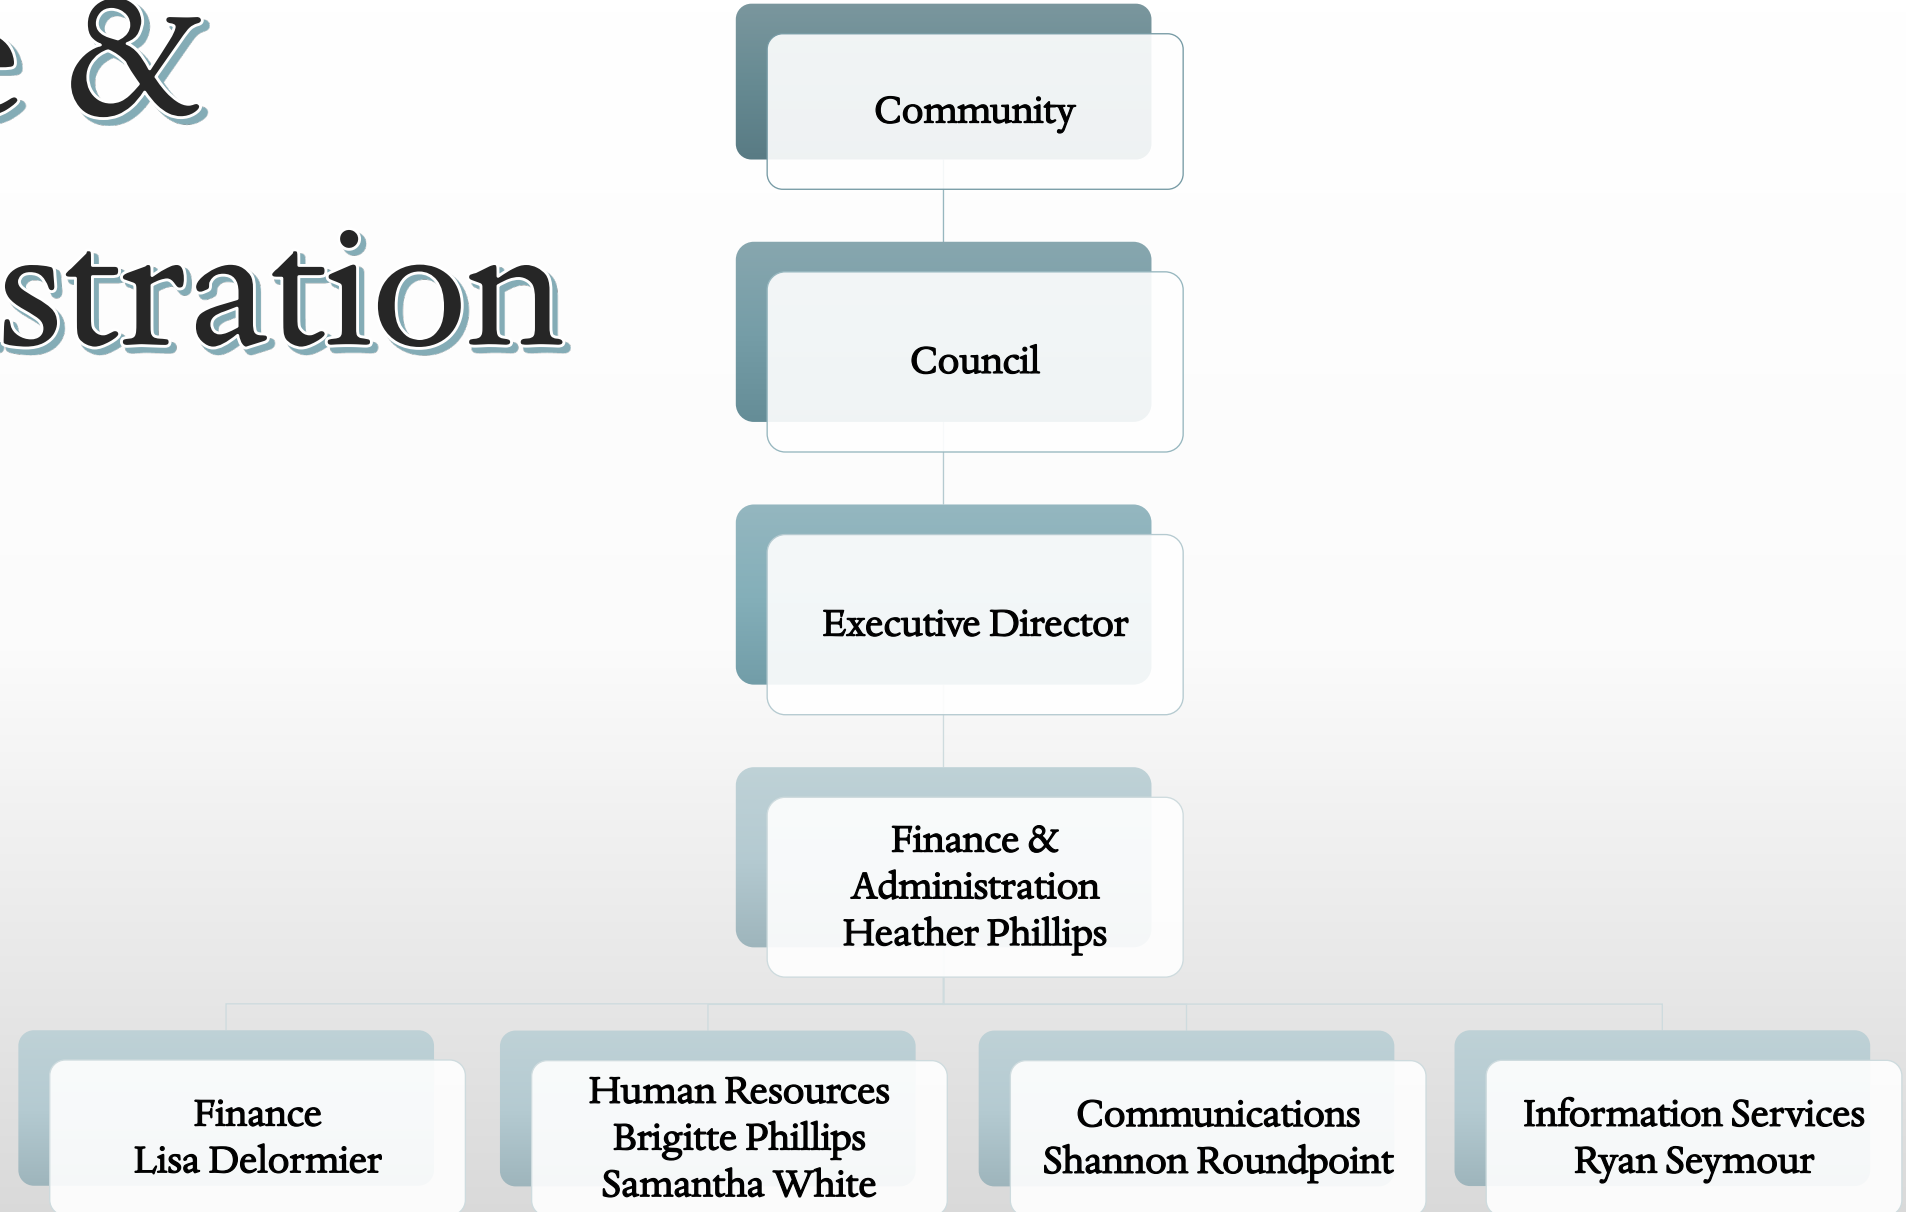 &
stration
Community
Council
Executive Director
Finance &
Administration
Heather Phillips
Finance
Lisa Delormier
Human Resources
Brigitte Phillips
Samantha White
Communications
Shannon Roundpoint
Information Services
Ryan Seymour